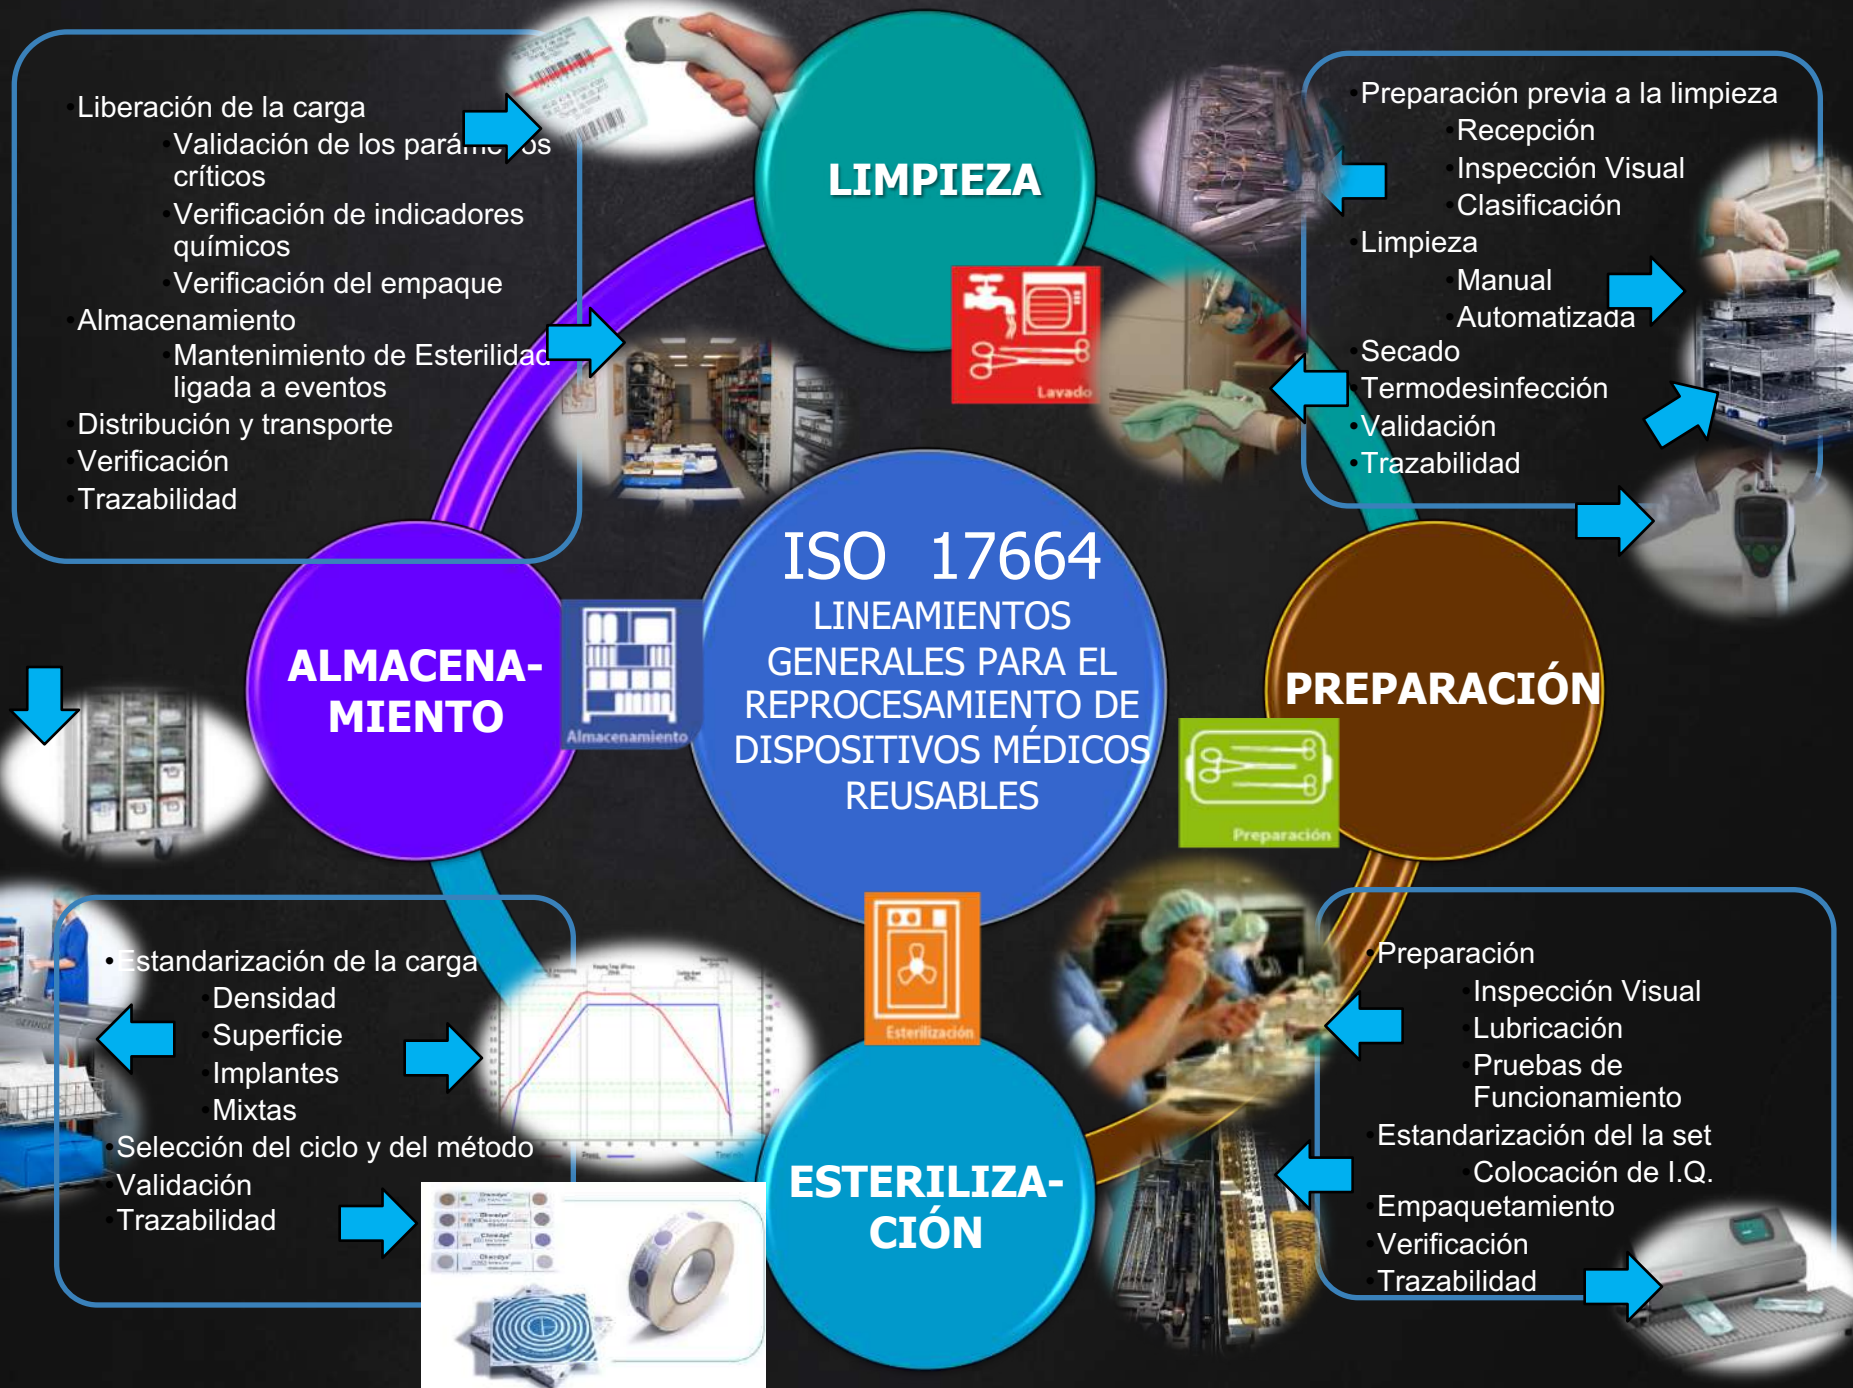 •Liberación de la carga
•Validación de los parámetros
críticos
•Verificación de indicadores
químicos
•Verificación del empaque
•Almacenamiento
•Mantenimiento de Esterilidad
ligada a eventos
•Distribución y transporte
•Verificación
•Trazabilidad
LIMPIEZA
Lavado
•Preparación previa a la limpieza
•Recepción
•Inspección Visual
•Clasificación
•Limpieza
•Manual
•Automatizada
•Secado
•Termodesinfección
•Validación
•Trazabilidad
ISO 17664
LINEAMIENTOS
GENERALES PARA EL
REPROCESAMIENTO DE
DISPOSITIVOS MÉDICOS
REUSABLES
ALMACENA-
MIENTO
Almacenamiento
PREPARACIÓN
Preparación
•Estandarización de la carga
•Densidad
•Superficie
•Implantes
•Mixtas
•Selección del ciclo y del método
•Validación
•Trazabilidad
GETINGE
Press.
Esterilización
ESTERILIZA-
CIÓN
•Preparación
•Inspección Visual
•Lubricación
•Pruebas de
Funcionamiento
•Estandarización del la set
•Colocación de I.Q.
•Empaquetamiento
•Verificación
•Trazabilidad